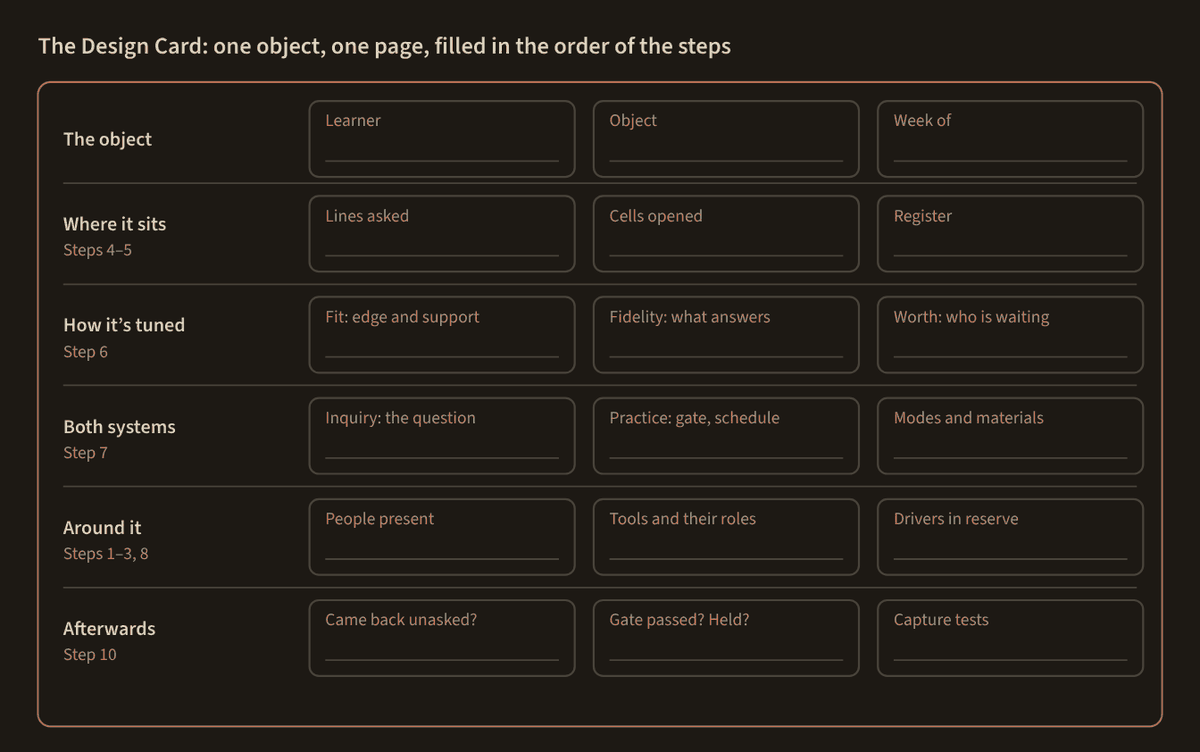 The Design Card: one object, one page, filled in the order of the steps
The object
Learner
Object
Week of
Where it sits
Steps 4–5
Lines asked
Cells opened
Register
How it’s tuned
Step 6
Fit: edge and support
Fidelity: what answers
Worth: who is waiting
Both systems
Step 7
Inquiry: the question
Practice: gate, schedule
Modes and materials
Around it
Steps 1–3, 8
People present
Tools and their roles
Drivers in reserve
Afterwards
Step 10
Came back unasked?
Gate passed? Held?
Capture tests